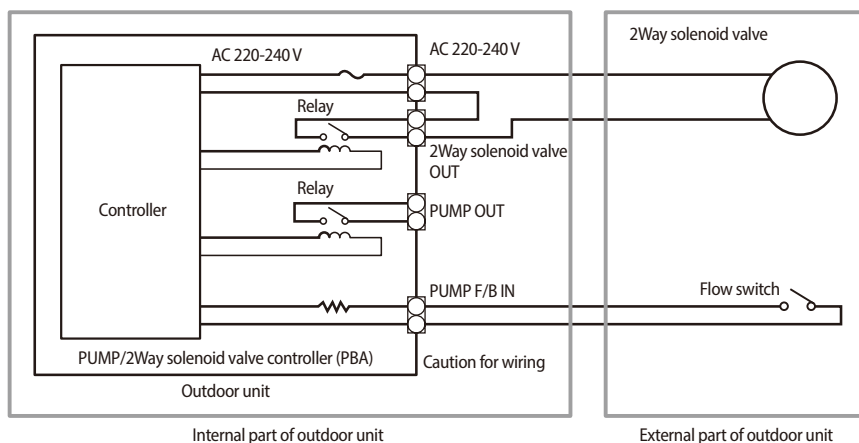 2Way solenoid valve
AC 220-240 V
AC 220-240 V
Relay
2Way solenoid valve
OUT
Relay
Controller
PUMP OUT
PUMP F/B IN
Flow switch
PUMP/2Way solenoid valve controller (PBA)
Caution for wiring
Outdoor unit
Internal part of outdoor unit
External part of outdoor unit